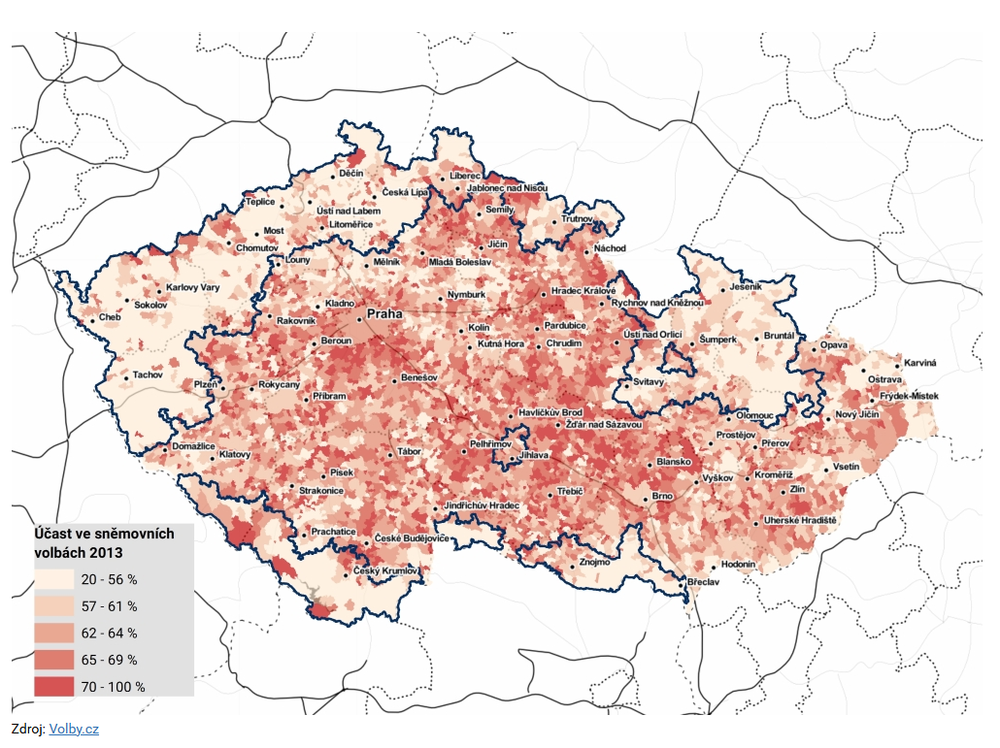 Děčín
Liberec
Jablonec nad Nisou
Česká Lípa
Teplice
Ústí nad Labem
Semily
Trutnov
Litoměřice
Most
Chomutov
Jičín
Náchod
Louny
Mělník
Mladá Boleslav
Jeseník
Karlovy Vary
Sokolov
Nymburk
Hradec Králové
Rychnov nad Kněžnou
Cheb
Kladno
Praha
Rakovník
Kolín
Pardubice
Ústí nad Orlicí
Šumperk
Bruntál
Beroun
Kutná Hora
Chrudim
Opava
Karviná
Tachov
Plzeň
Rokycany
Benešov
Svitavy
Ostrava
Příbram
Frýdek-Místek
Havlíčkův Brod
Olomouc
Nový Jičín
Žďár nad Sázavou
Prostějov
Přerov
Domažlice
Klatovy
Tábor
Pelhřimov
Jihlava
Blansko
Vsetín
Písek
Vyškov
Kroměříž
Strakonice
Třebíč
Brno
Zlín
Jindřichův Hradec
Uherské Hradiště
Prachatice
České Budějovice
Znojmo
Hodonín
Český Krumlov
Břeclav
Účast ve sněmovních
volbách 2013
20 - 56 %
57 - 61 %
62 - 64 %
65 - 69 %
70 - 100 %
Zdroj: Volby.cz